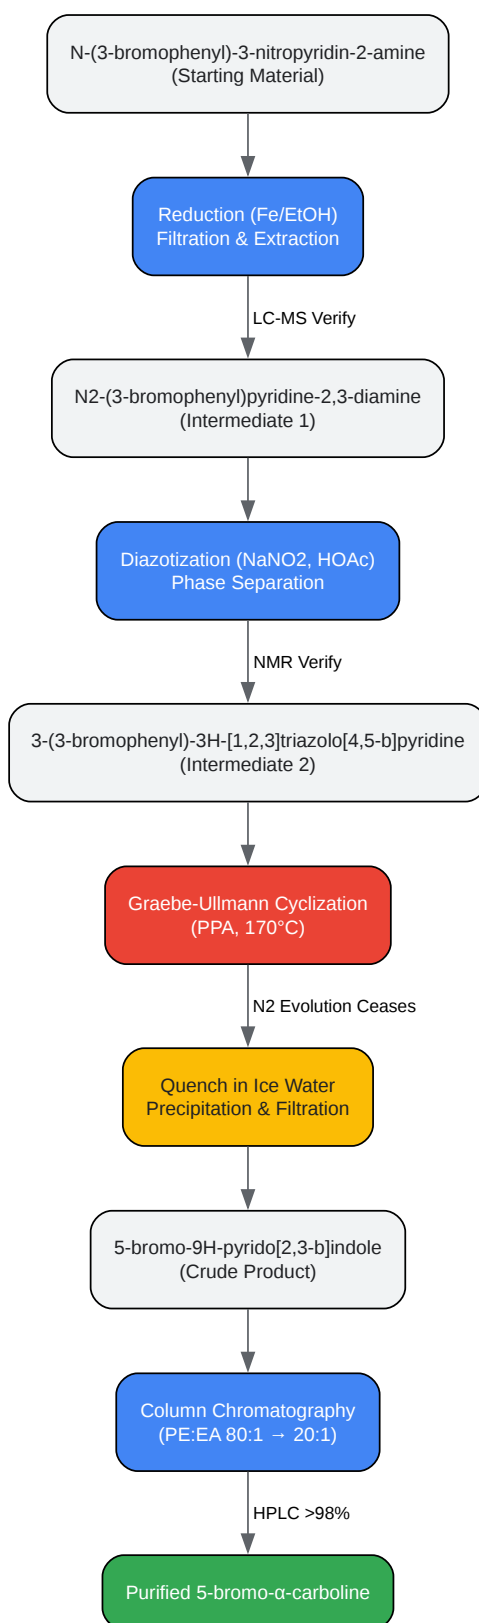 N-(3-bromophenyl)-3-nitropyridin-2-amine
(Starting Material)
Reduction (Fe/EtOH)
Filtration & Extraction
LC-MS Verify
N2-(3-bromophenyl)pyridine-2,3-diamine
(Intermediate 1)
Diazotization (NaNO2, HOAc)
Phase Separation
NMR Verify
3-(3-bromophenyl)-3H-[1,2,3]triazolo[4,5-b]pyridine
(Intermediate 2)
Graebe-Ullmann Cyclization
(PPA, 170°C)
N2 Evolution Ceases
Quench in Ice Water
Precipitation & Filtration
5-bromo-9H-pyrido[2,3-b]indole
(Crude Product)
Column Chromatography
(PE:EA 80:1 → 20:1)
HPLC >98%
Purified 5-bromo-α-carboline